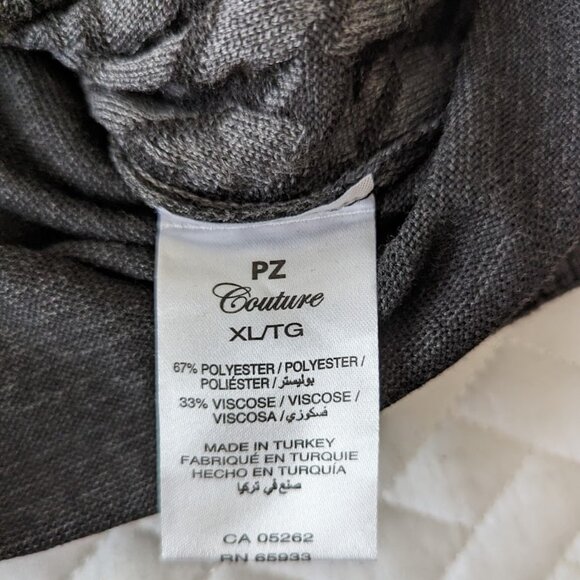 PZ
Couture
XL/TG
67% POLYESTER / POLYESTER /
POLIÉSTER / بوليستر
33% VISCOSE / VISCOSE /
VISCOSA / فسكوزي
MADE IN TURKEY
FABRIQUÉ EN TURQUIE
HECHO EN TURQUÍA
صنع في تركيا
CA 05262
RN 65933